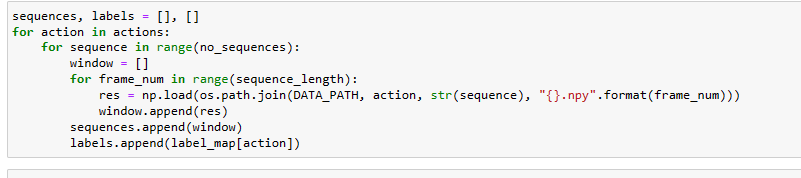 sequences, labels = [], []
for action in actions:
    for sequence in range(no_sequences):
        window = []
        for frame_num in range(sequence_length):
            res = np.load(os.path.join(DATA_PATH, action, str(sequence), "{}.npy".format(frame_num)))
            window.append(res)
        sequences.append(window)
        labels.append(label_map[action])